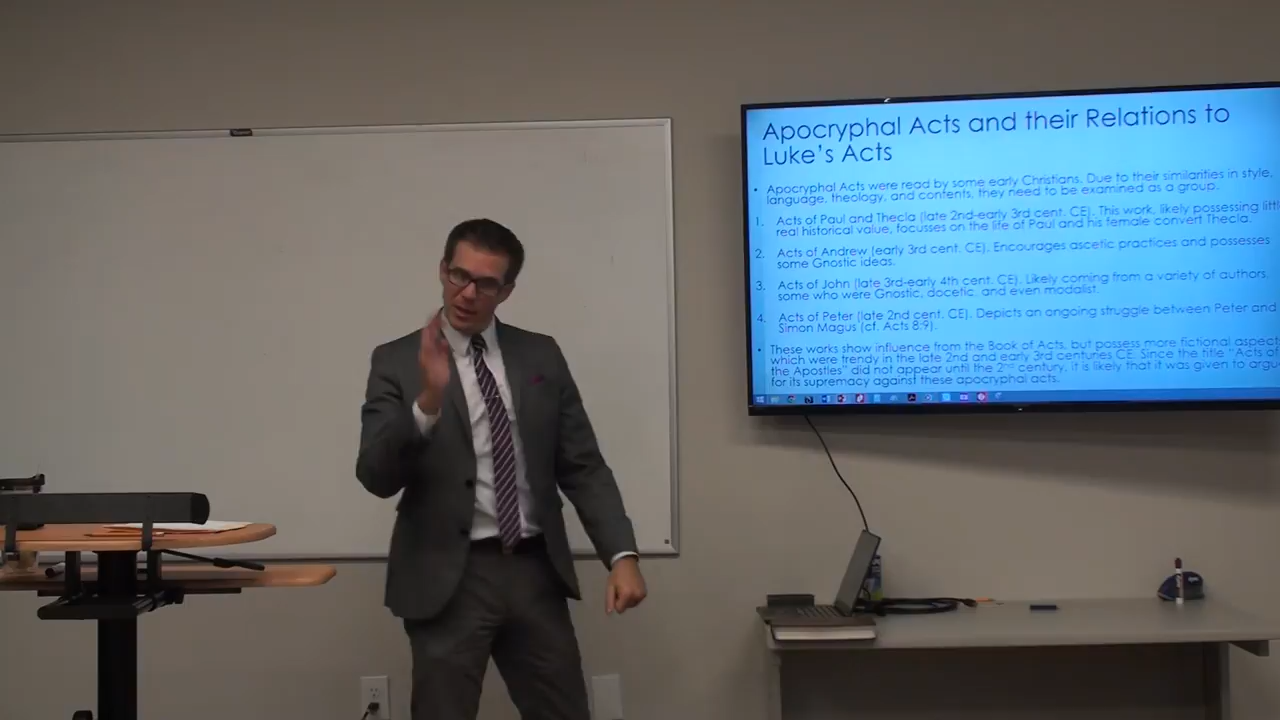 Apocryphal Acts and their Relations to
Luke's Acts
• Apocryphal Acts were read by some early Christians. Due to their similarities in style,
language, theology, and contents, they need to be examined as a group.
1. Acts of Paul and Thecla (late 2nd-early 3rd cent. CE). This work, likely possessing
real historical value, focusses on the life of Paul and his female convert Thecla.
2. Acts of Andrew (early 3rd cent. CE). Encourages ascetic practices and possesses
some Gnostic ideas.
3. Acts of John (late 3rd-early 4th cent. CE). Likely coming from a variety of authors,
some who were Gnostic, docetic, and even modalist.
4. Acts of Peter (late 2nd cent. CE). Depicts an ongoing struggle between Peter and
Simon Magus (cf. Acts 8:9).
• These works show influence from the Book of Acts, but possess more fictional
which were trendy in the late 2nd and early 3rd centuries CE. Since the title "Acts of
the Apostles" did not appear until the 2nd century, it is likely that it was given to
for its supremacy against these apocryphal acts.